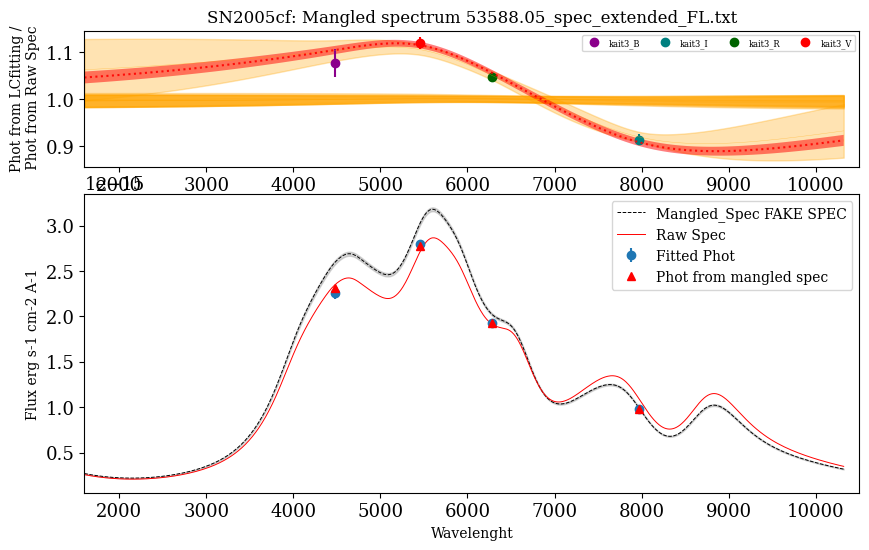 SN2005cf: Mangled spectrum 53588.05_spec_extended_FL.txt
Phot from LCfitting /
Phot from Raw Spec
1.1
1.0
0.9
kait3_B
kait3_I
kait3_R
kait3_V
2000 3000 4000 5000 6000 7000 8000 9000 10000
1e−15
Flux erg s-1 cm-2 A-1
3.0
2.5
2.0
1.5
1.0
0.5
Mangled_Spec FAKE SPEC
Raw Spec
Fitted Phot
Phot from mangled spec
2000 3000 4000 5000 6000 7000 8000 9000 10000
Wavelenght